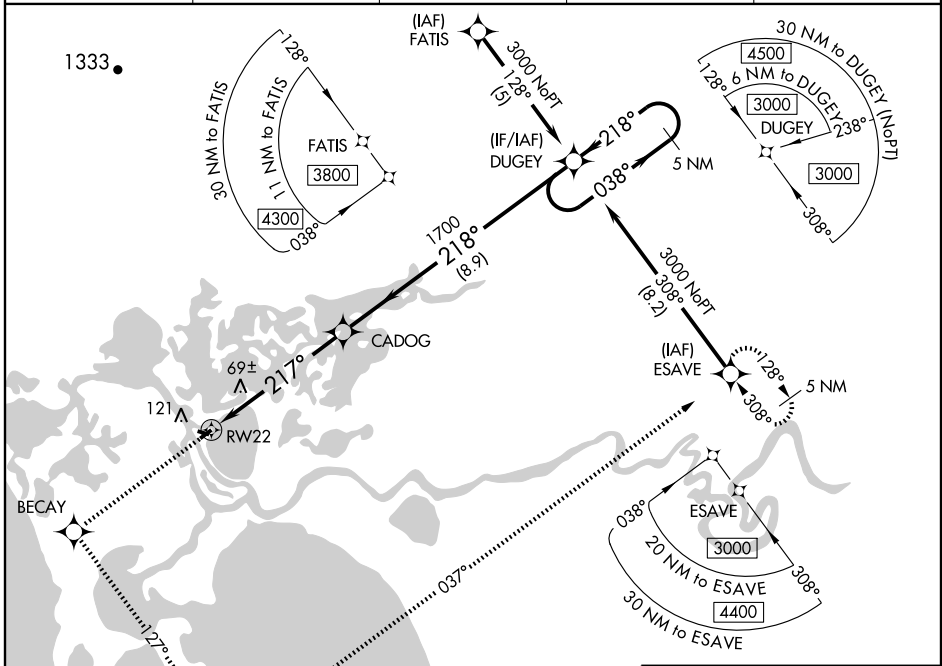 (IAF)
FATIS
1333
128°
30 NM to FATIS
11 NM to FATIS
FATIS
3800
4300
038°
3000 NoPT
128°
(5)
(IF/IAF)
DUGEY
218°
038°
5 NM
30 NM to DUGEY (NoPT)
4500
6 NM to DUGEY
128°
3000
DUGEY
238°
3000
308°
1700
218°
(8.9)
3000 NoPT
308°
(8.2)
CADOG
69±
217°
121
RW22
(IAF)
ESAVE
128°
5 NM
308°
BECAY
037°
127°
ESAVE
038°
3000
308°
20 NM to ESAVE
4400
30 NM to ESAVE